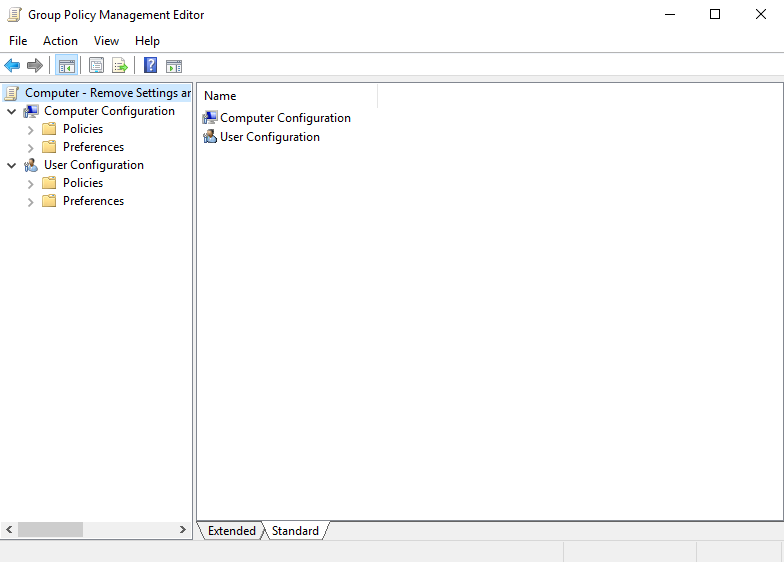 Group Policy Management Editor
File Action View Help
Computer - Remove Settings ar
Computer Configuration
Policies
Preferences
User Configuration
Policies
Preferences
Name
Computer Configuration
User Configuration
Extended Standard